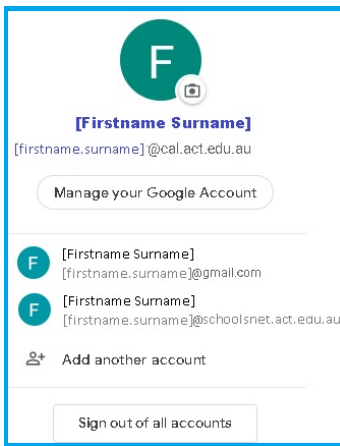 F
[Firstname Surname]
[firstname.surname]@cal.act.edu.au
Manage your Google Account
F
[Firstname Surname]
[firstname.surname]@gmail.com
F
[Firstname Surname]
[firstname.surname]@schoolsnet.act.edu.au
Add another account
Sign out of all accounts